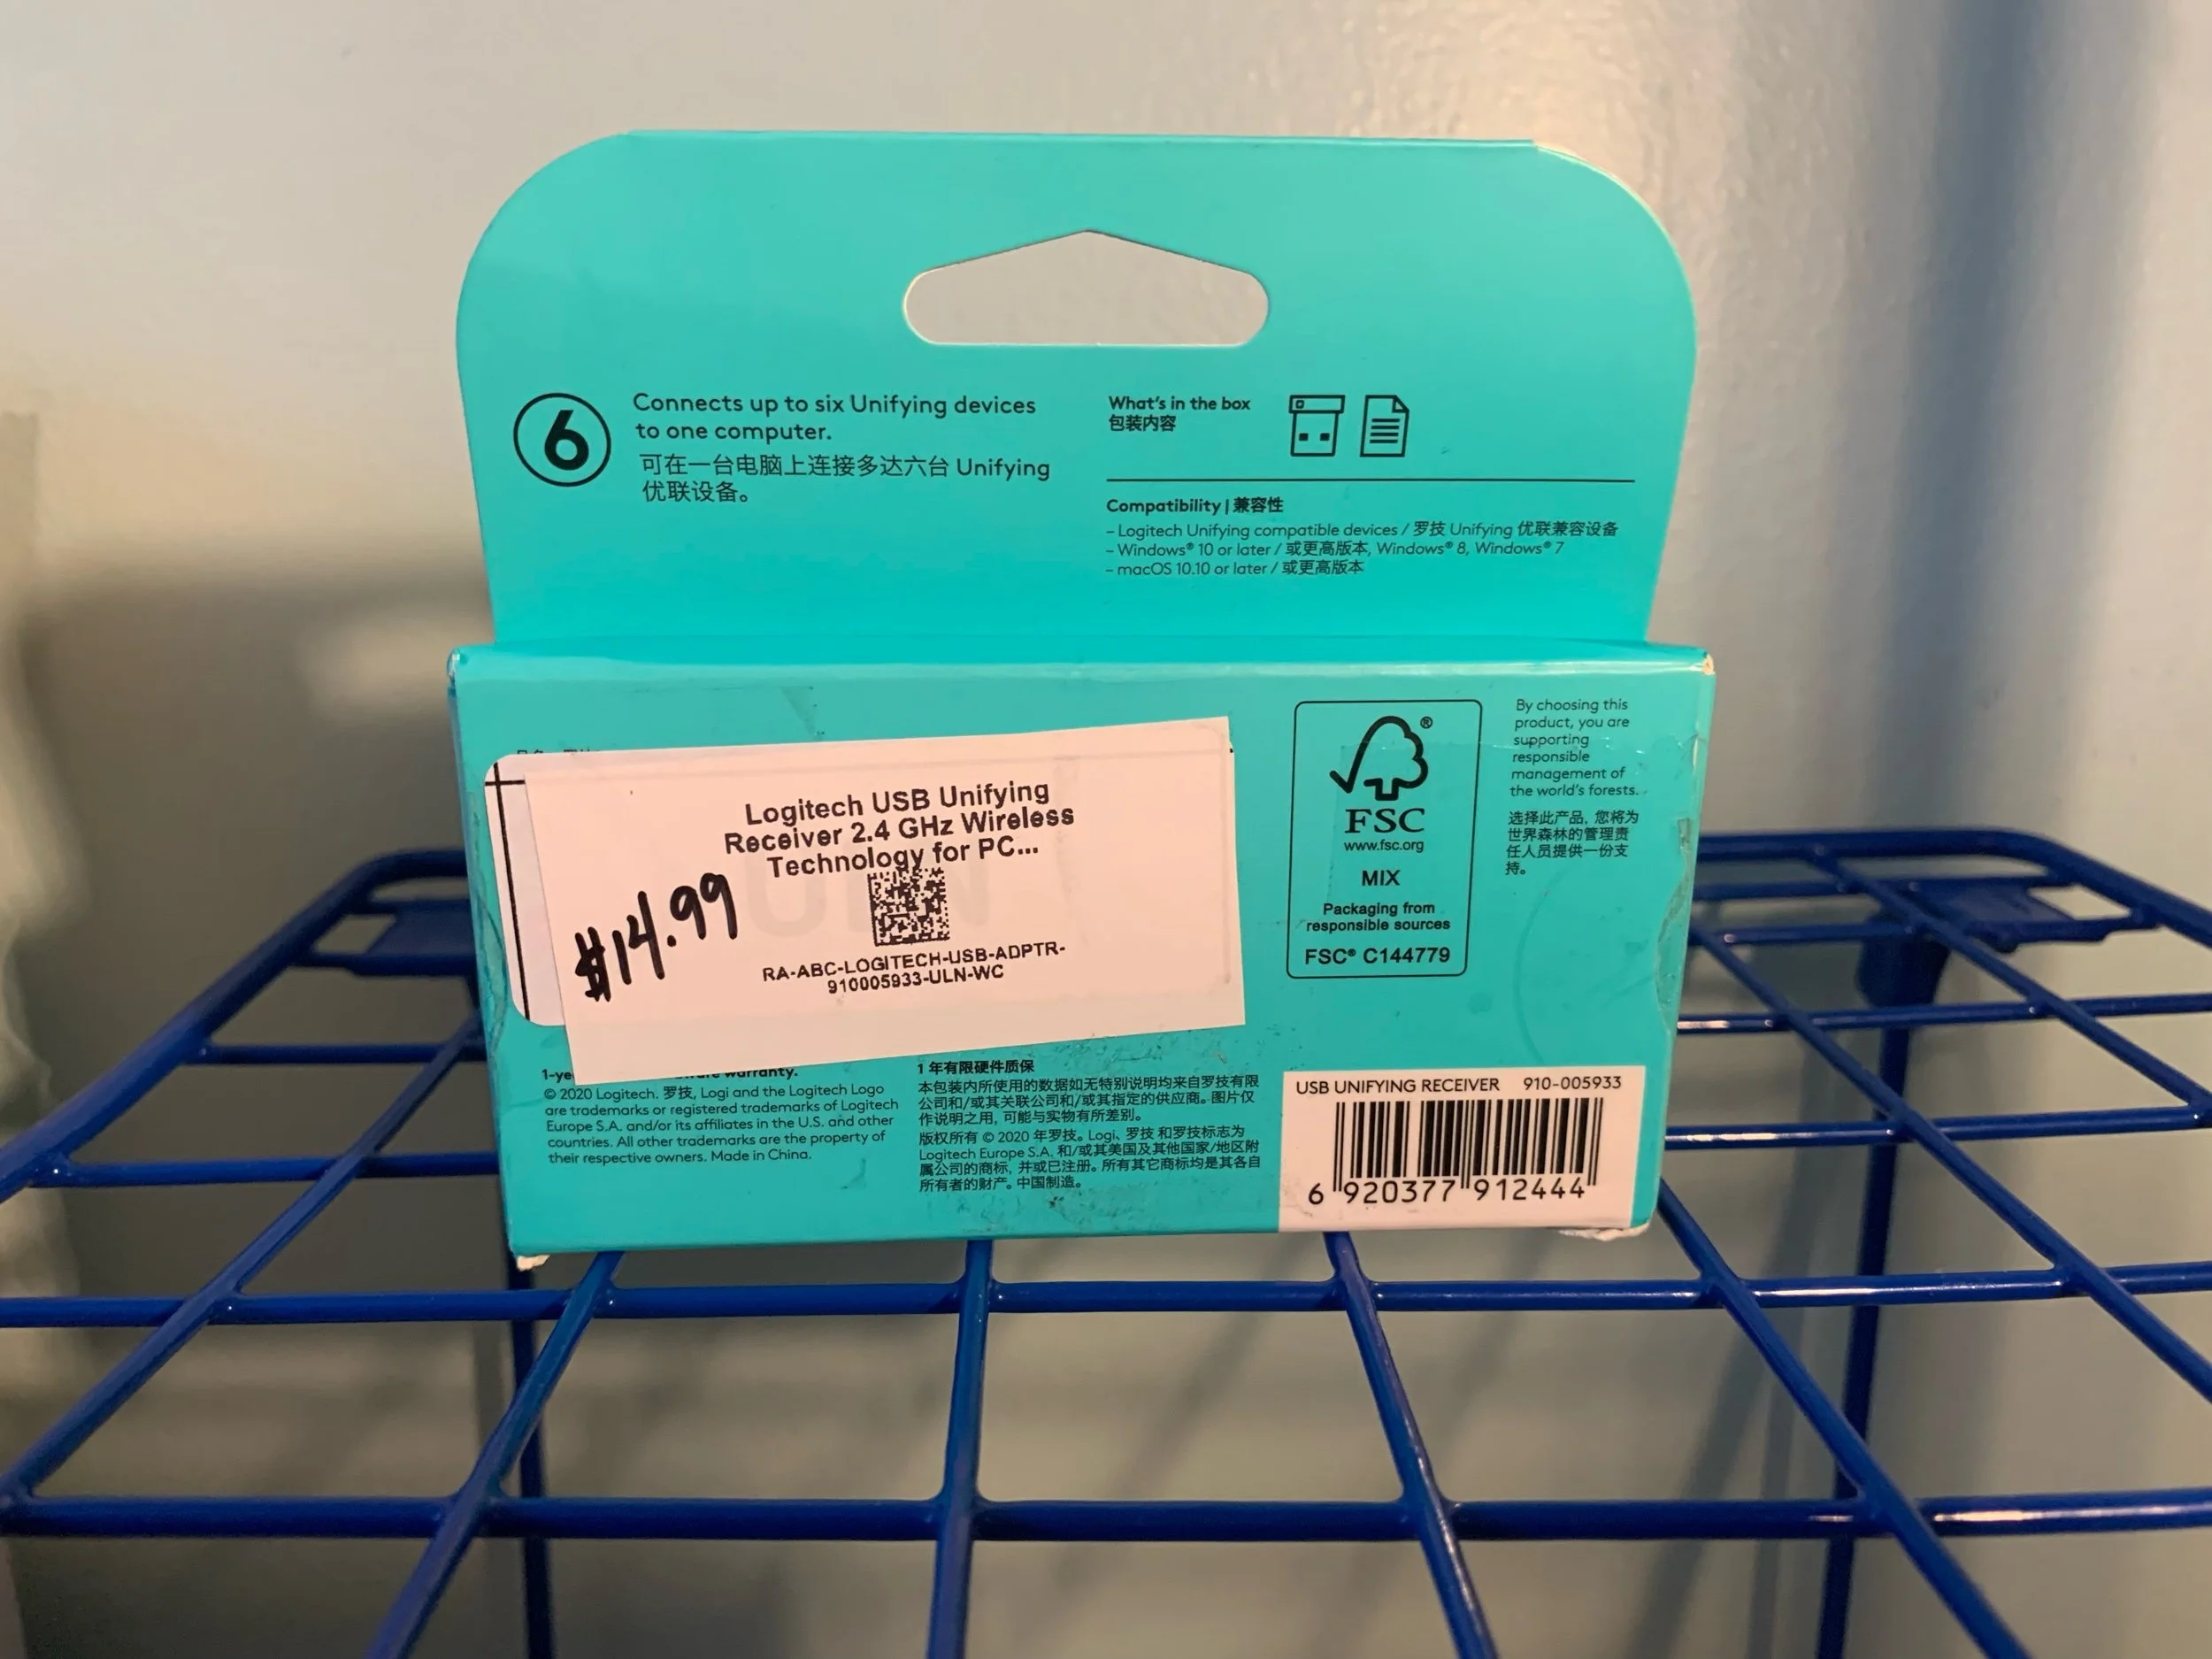 6
Connects up to six Unifying devices
to one computer.
可在一台电脑上连接多达六台 Unifying
优联设备。
What's in the box
包装内容
Compatibility | 兼容性
– Logitech Unifying compatible devices / 罗技 Unifying 优联兼容设备
– Windows® 10 or later / 或更高版本, Windows® 8, Windows® 7
– macOS 10.10 or later / 或更高版本
Logitech USB Unifying
Receiver 2.4 GHz Wireless
Technology for PC...
$14.99
RA-ABC-LOGITECH-USB-ADPTR-
910005933-ULN-WC
®
FSC
www.fsc.org
MIX
Packaging from
responsible sources
FSC® C144779
By choosing this
product, you are
supporting
responsible
management of
the world's forests.
选择此产品, 您将为
世界森林的管理责
任人员提供一份支
持。
1-ye warranty.
© 2020 Logitech. 罗技, Logi and the Logitech Logo
are trademarks or registered trademarks of Logitech
Europe S.A. and/or its affiliates in the U.S. and other
countries. All other trademarks are the property of
their respective owners. Made in China.
1 年有限硬件质保
本包装内所使用的数据如无特别说明均来自罗技有限
公司和/或其关联公司和/或其指定的供应商。图片仅
作说明之用, 可能与实物有所差别。
版权所有 © 2020 年罗技。Logi、罗技 和罗技标志为
Logitech Europe S.A. 和/或其美国及其他国家/地区附
属公司的商标, 并或已注册。所有其它商标均是其各自
所有者的财产。中国制造。
USB UNIFYING RECEIVER 910-005933
6 920377 912444